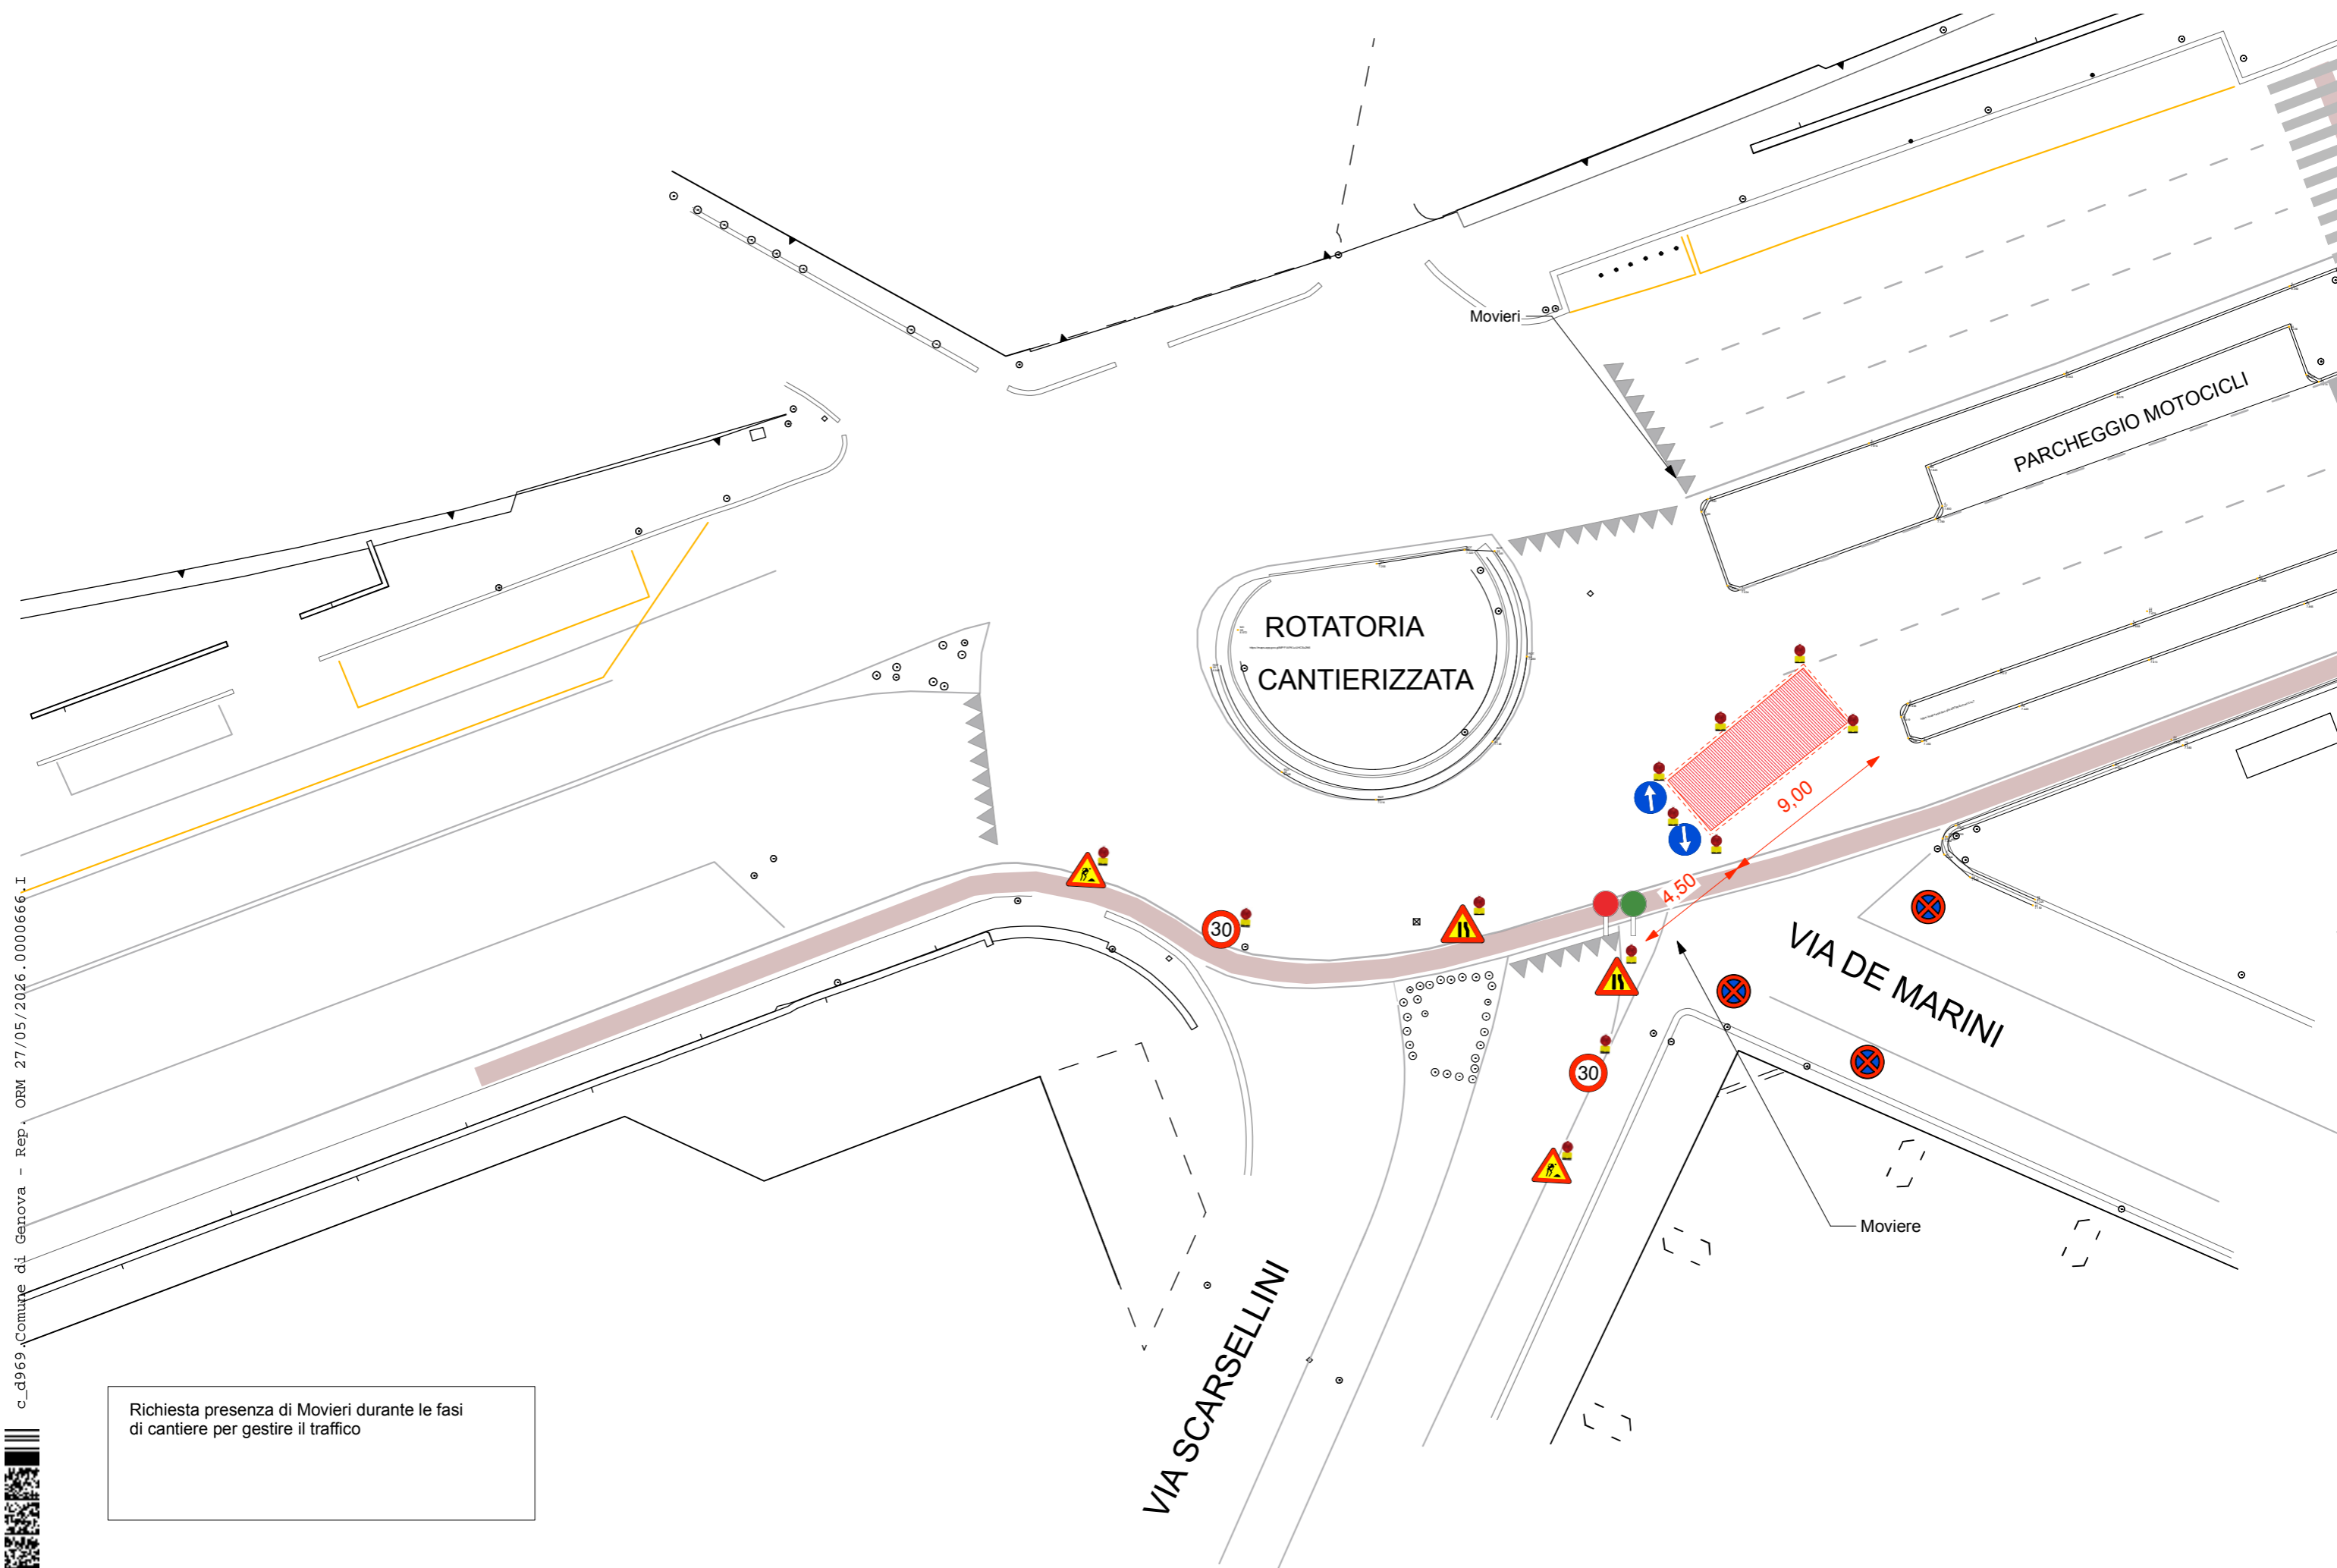 Movieri
PARCHEGGIO MOTOCICLI
ROTATORIA
CANTIERIZZATA
9,00
4,50
30
30
VIA DE MARINI
Moviere
VIA SCARSELLINI
Richiesta presenza di Movieri durante le fasi
di cantiere per gestire il traffico
c_d969.Comune di Genova - Rep. ORM 27/05/2026.0000666.I